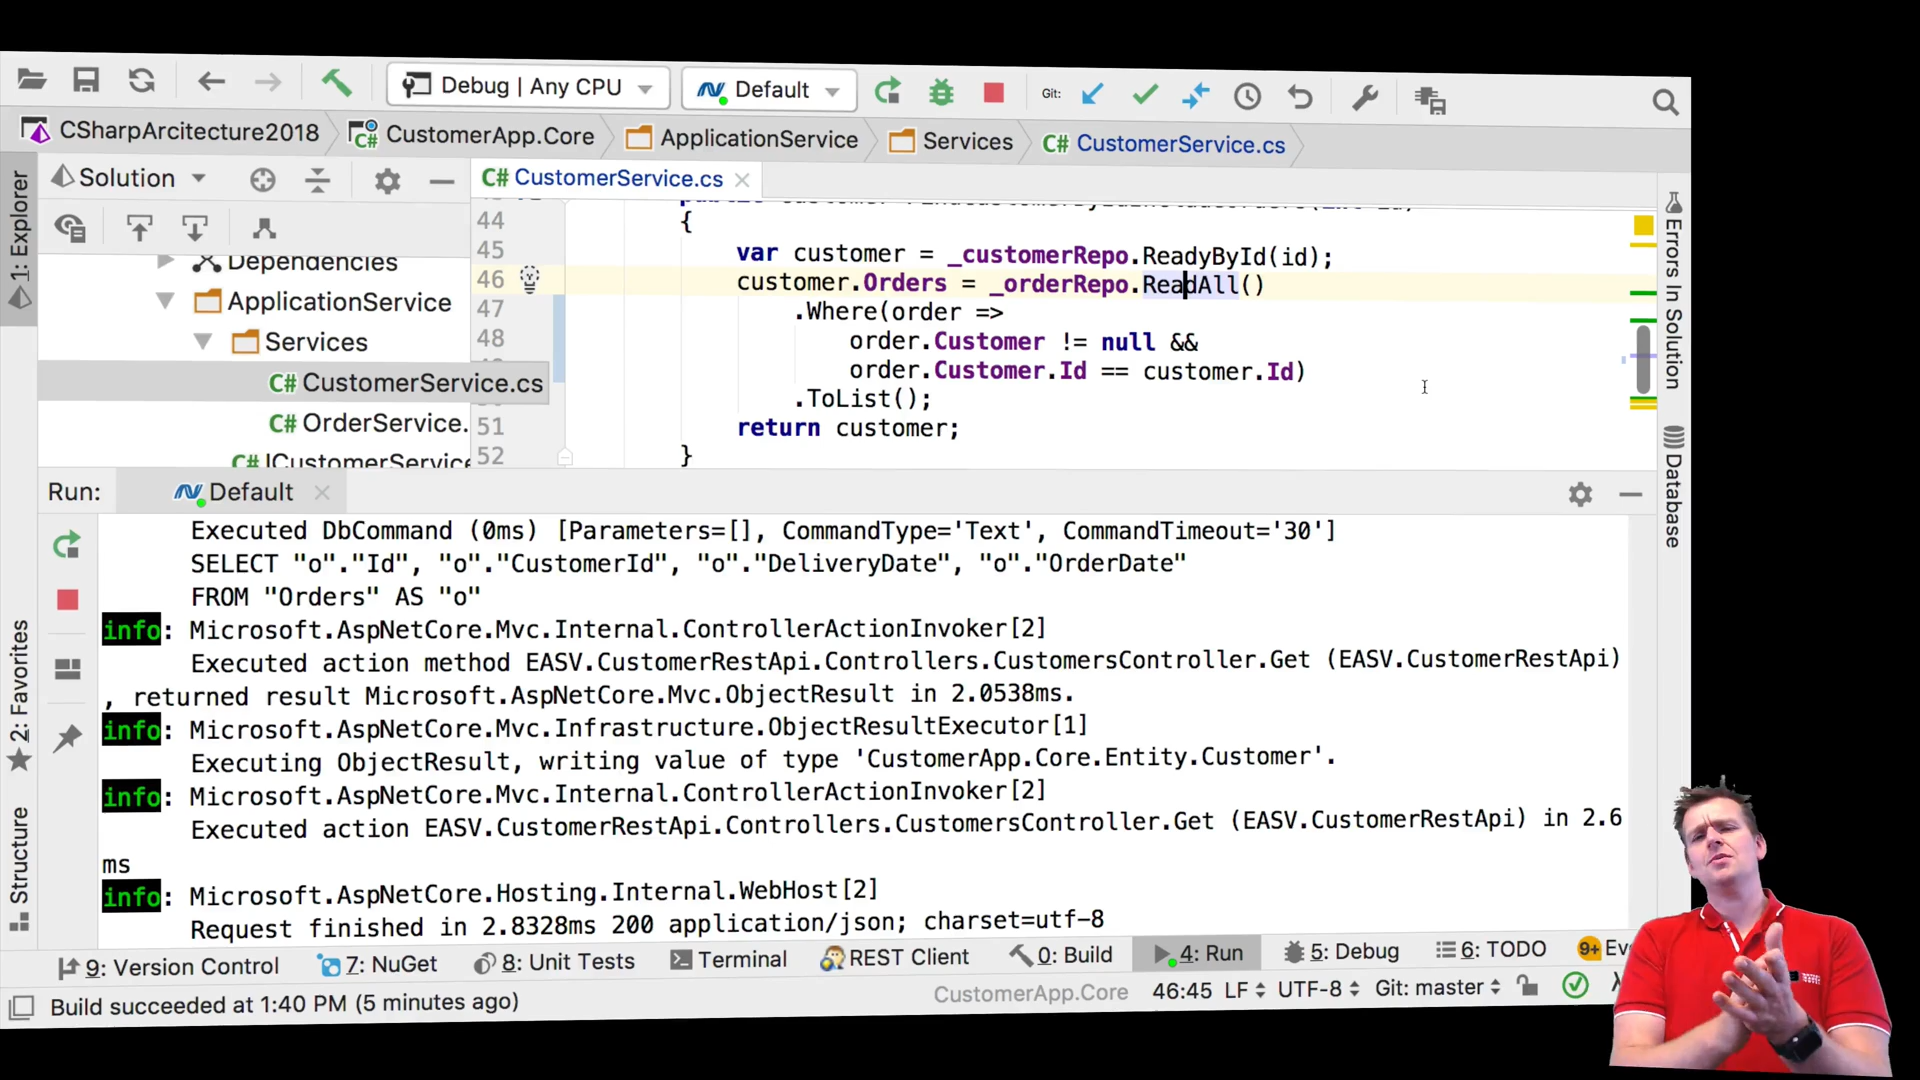 Debug | Any CPU
Default
Git:
CSharpArcitecture2018
CustomerApp.Core
ApplicationService
Services
C# CustomerService.cs
1: Explorer
Solution
C# CustomerService.cs
Dependencies
ApplicationService
Services
C# CustomerService.cs
C# OrderService.
C# ICustomerService
44 {
45 var customer = _customerRepo.ReadyById(id);
46 customer.Orders = _orderRepo.ReadAll()
47 .Where(order =>
48 order.Customer != null &&
order.Customer.Id == customer.Id)
.ToList();
51 return customer;
52 }
Errors In Solution
Database
Run:
Default
Executed DbCommand (0ms) [Parameters=[], CommandType='Text', CommandTimeout='30']
SELECT "o"."Id", "o"."CustomerId", "o"."DeliveryDate", "o"."OrderDate"
FROM "Orders" AS "o"
info: Microsoft.AspNetCore.Mvc.Internal.ControllerActionInvoker[2]
Executed action method EASV.CustomerRestApi.Controllers.CustomersController.Get (EASV.CustomerRestApi)
, returned result Microsoft.AspNetCore.Mvc.ObjectResult in 2.0538ms.
info: Microsoft.AspNetCore.Mvc.Infrastructure.ObjectResultExecutor[1]
Executing ObjectResult, writing value of type 'CustomerApp.Core.Entity.Customer'.
info: Microsoft.AspNetCore.Mvc.Internal.ControllerActionInvoker[2]
Executed action EASV.CustomerRestApi.Controllers.CustomersController.Get (EASV.CustomerRestApi) in 2.6
ms
info: Microsoft.AspNetCore.Hosting.Internal.WebHost[2]
Request finished in 2.8328ms 200 application/json; charset=utf-8
2: Favorites
Structure
9: Version Control
7: NuGet
8: Unit Tests
Terminal
REST Client
0: Build
4: Run
5: Debug
6: TODO
9+ Ev
Build succeeded at 1:40 PM (5 minutes ago)
CustomerApp.Core
46:45
LF
UTF-8
Git: master